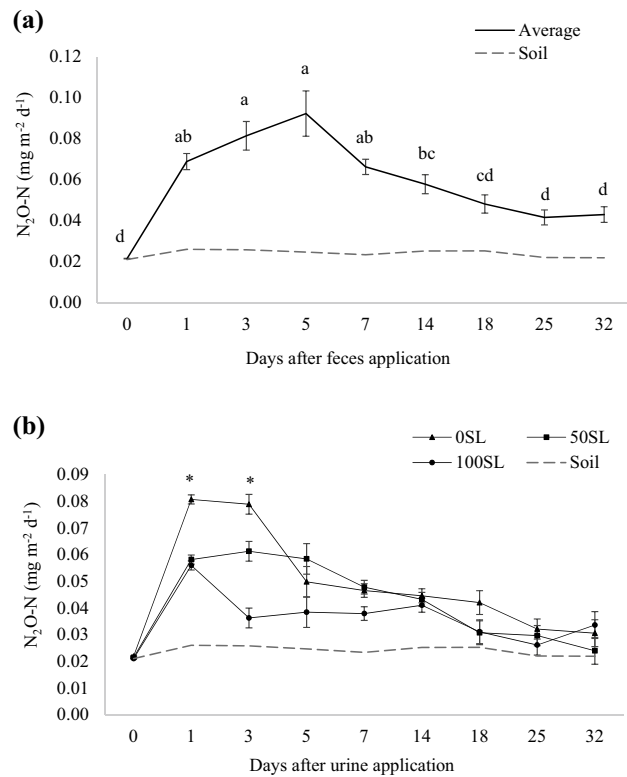 (a)
Average
Soil
0.12
0.10
0.08
0.06
0.04
0.02
0.00
N₂O-N (mg m⁻² d⁻¹)
d
ab
a
a
ab
bc
cd
d
d
0 1 3 5 7 14 18 25 32
Days after feces application
(b)
0SL 50SL
100SL Soil
0.09
0.08
0.07
0.06
0.05
0.04
0.03
0.02
0.01
0.00
N₂O-N (mg m⁻² d⁻¹)
* *
0 1 3 5 7 14 18 25 32
Days after urine application